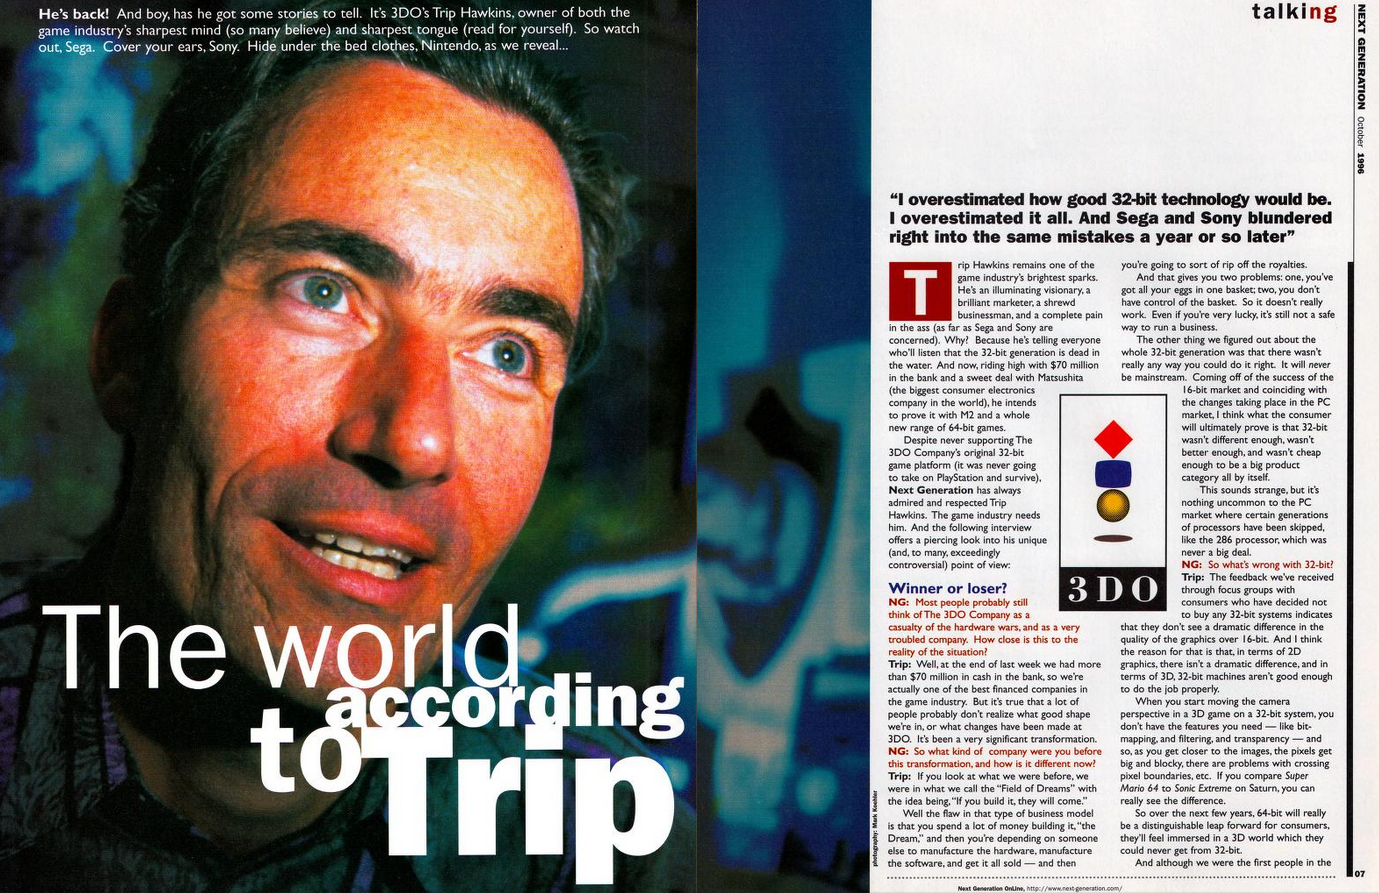 He's back! And boy, has he got some stories to tell. It's 3DO's Trip Hawkins, owner of both the
game industry's sharpest mind (so many believe) and sharpest tongue (read for yourself). So watch
out, Sega. Cover your ears, Sony. Hide under the bed clothes, Nintendo, as we reveal...
The world
according
to Trip
talking
NEXT GENERATION October 1996
"I overestimated how good 32-bit technology would be.
I overestimated it all. And Sega and Sony blundered
right into the same mistakes a year or so later"
Trip Hawkins remains one of the
game industry's brightest sparks.
He's an illuminating visionary, a
brilliant marketer, a shrewd
businessman, and a complete pain
in the ass (as far as Sega and Sony are
concerned). Why? Because he's telling everyone
who'll listen that the 32-bit generation is dead in
the water. And now, riding high with $70 million
in the bank and a sweet deal with Matsushita
(the biggest consumer electronics
company in the world), he intends
to prove it with M2 and a whole
new range of 64-bit games.
Despite never supporting The
3DO Company's original 32-bit
game platform (it was never going
to take on PlayStation and survive),
Next Generation has always
admired and respected Trip
Hawkins. The game industry needs
him. And the following interview
offers a piercing look into his unique
(and, to many, exceedingly
controversial) point of view:
Winner or loser?
NG: Most people probably still
think of The 3DO Company as a
casualty of the hardware wars, and as a very
troubled company. How close is this to the
reality of the situation?
Trip: Well, at the end of last week we had more
than $70 million in cash in the bank, so we're
actually one of the best financed companies in
the game industry. But it's true that a lot of
people probably don't realize what good shape
we're in, or what changes have been made at
3DO. It's been a very significant transformation.
NG: So what kind of company were you before
this transformation, and how is it different now?
Trip: If you look at what we were before, we
were in what we call the "Field of Dreams" with
the idea being, "If you build it, they will come."
Well the flaw in that type of business model
is that you spend a lot of money building it, "the
Dream," and then you're depending on someone
else to manufacture the hardware, manufacture
the software, and get it all sold — and then
you're going to sort of rip off the royalties.
And that gives you two problems: one, you've
got all your eggs in one basket; two, you don't
have control of the basket. So it doesn't really
work. Even if you're very lucky, it's still not a safe
way to run a business.
The other thing we figured out about the
whole 32-bit generation was that there wasn't
really any way you could do it right. It will never
be mainstream. Coming off of the success of the
16-bit market and coinciding with
the changes taking place in the PC
market, I think what the consumer
will ultimately prove is that 32-bit
wasn't different enough, wasn't
better enough, and wasn't cheap
enough to be a big product
category all by itself.
This sounds strange, but it's
nothing uncommon to the PC
market where certain generations
of processors have been skipped,
like the 286 processor, which was
never a big deal.
NG: So what's wrong with 32-bit?
Trip: The feedback we've received
through focus groups with
consumers who have decided not
to buy any 32-bit systems indicates
that they don't see a dramatic difference in the
quality of the graphics over 16-bit. And I think
the reason for that is that, in terms of 2D
graphics, there isn't a dramatic difference, and in
terms of 3D, 32-bit machines aren't good enough
to do the job properly.
When you start moving the camera
perspective in a 3D game on a 32-bit system, you
don't have the features you need — like bit-
mapping, and filtering, and transparency — and
so, as you get closer to the images, the pixels get
big and blocky, there are problems with crossing
pixel boundaries, etc. If you compare Super
Mario 64 to Sonic Extreme on Saturn, you can
really see the difference.
So over the next few years, 64-bit will really
be a distinguishable leap forward for consumers,
they'll feel immersed in a 3D world which they
could never get from 32-bit.
And although we were the first people in the
3DO
photography: Mark Koehler
Next Generation OnLine, http://www.next-generation.com/
07